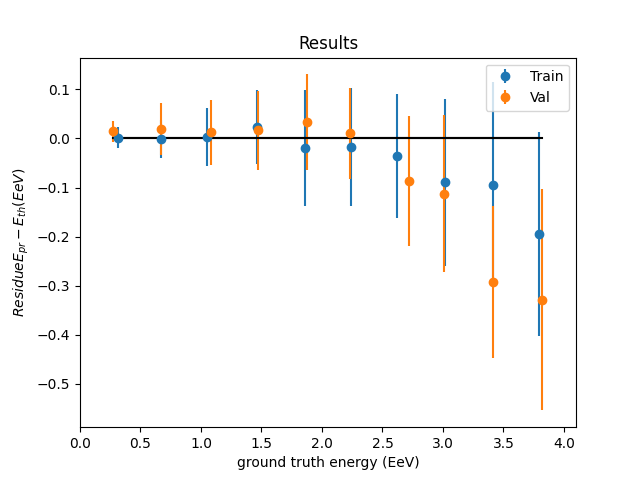 Results
Train
Val
0.1
0.0
−0.1
−0.2
−0.3
−0.4
−0.5
ResidueE_{pr} − E_{th}(EeV)
0.0 0.5 1.0 1.5 2.0 2.5 3.0 3.5 4.0
ground truth energy (EeV)